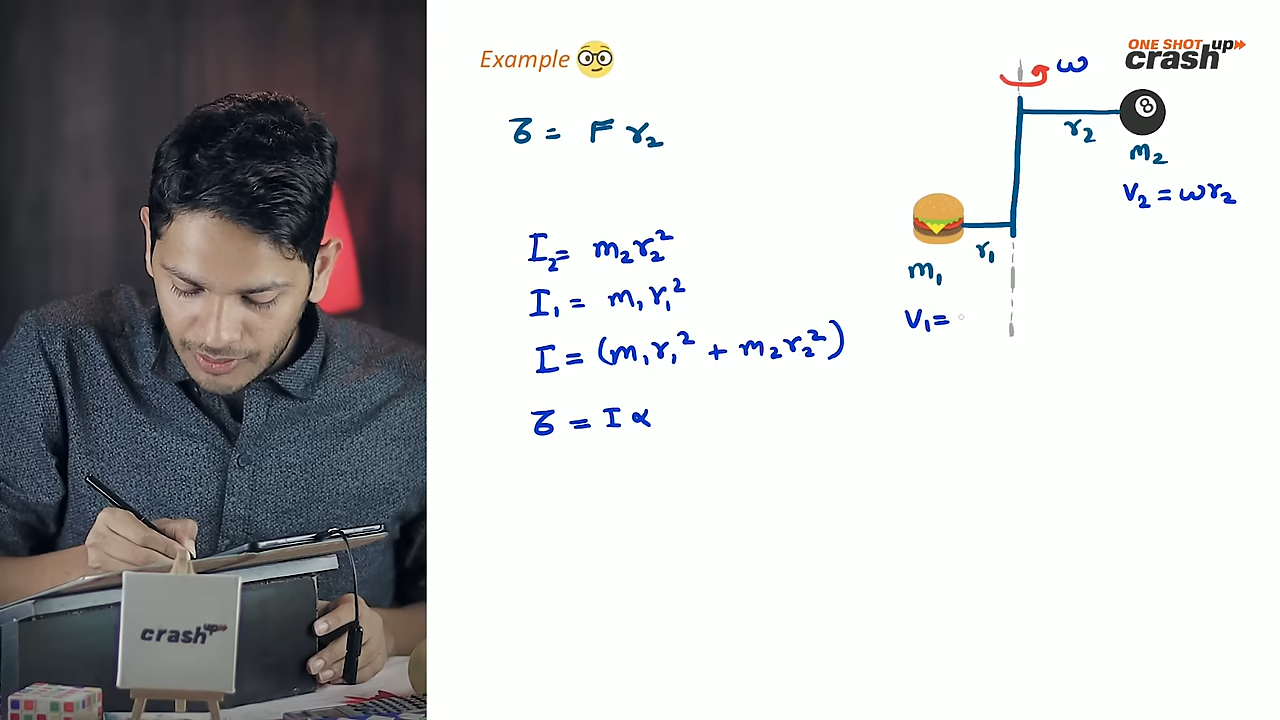 Example
ONE SHOT
crash up
ω
τ = F r₂
r₂
m₂
V₂ = ωr₂
I₂ = m₂r₂²
r₁
m₁
I₁ = m₁r₁²
V₁ =
I = (m₁r₁² + m₂r₂²)
τ = I α
crash up
8